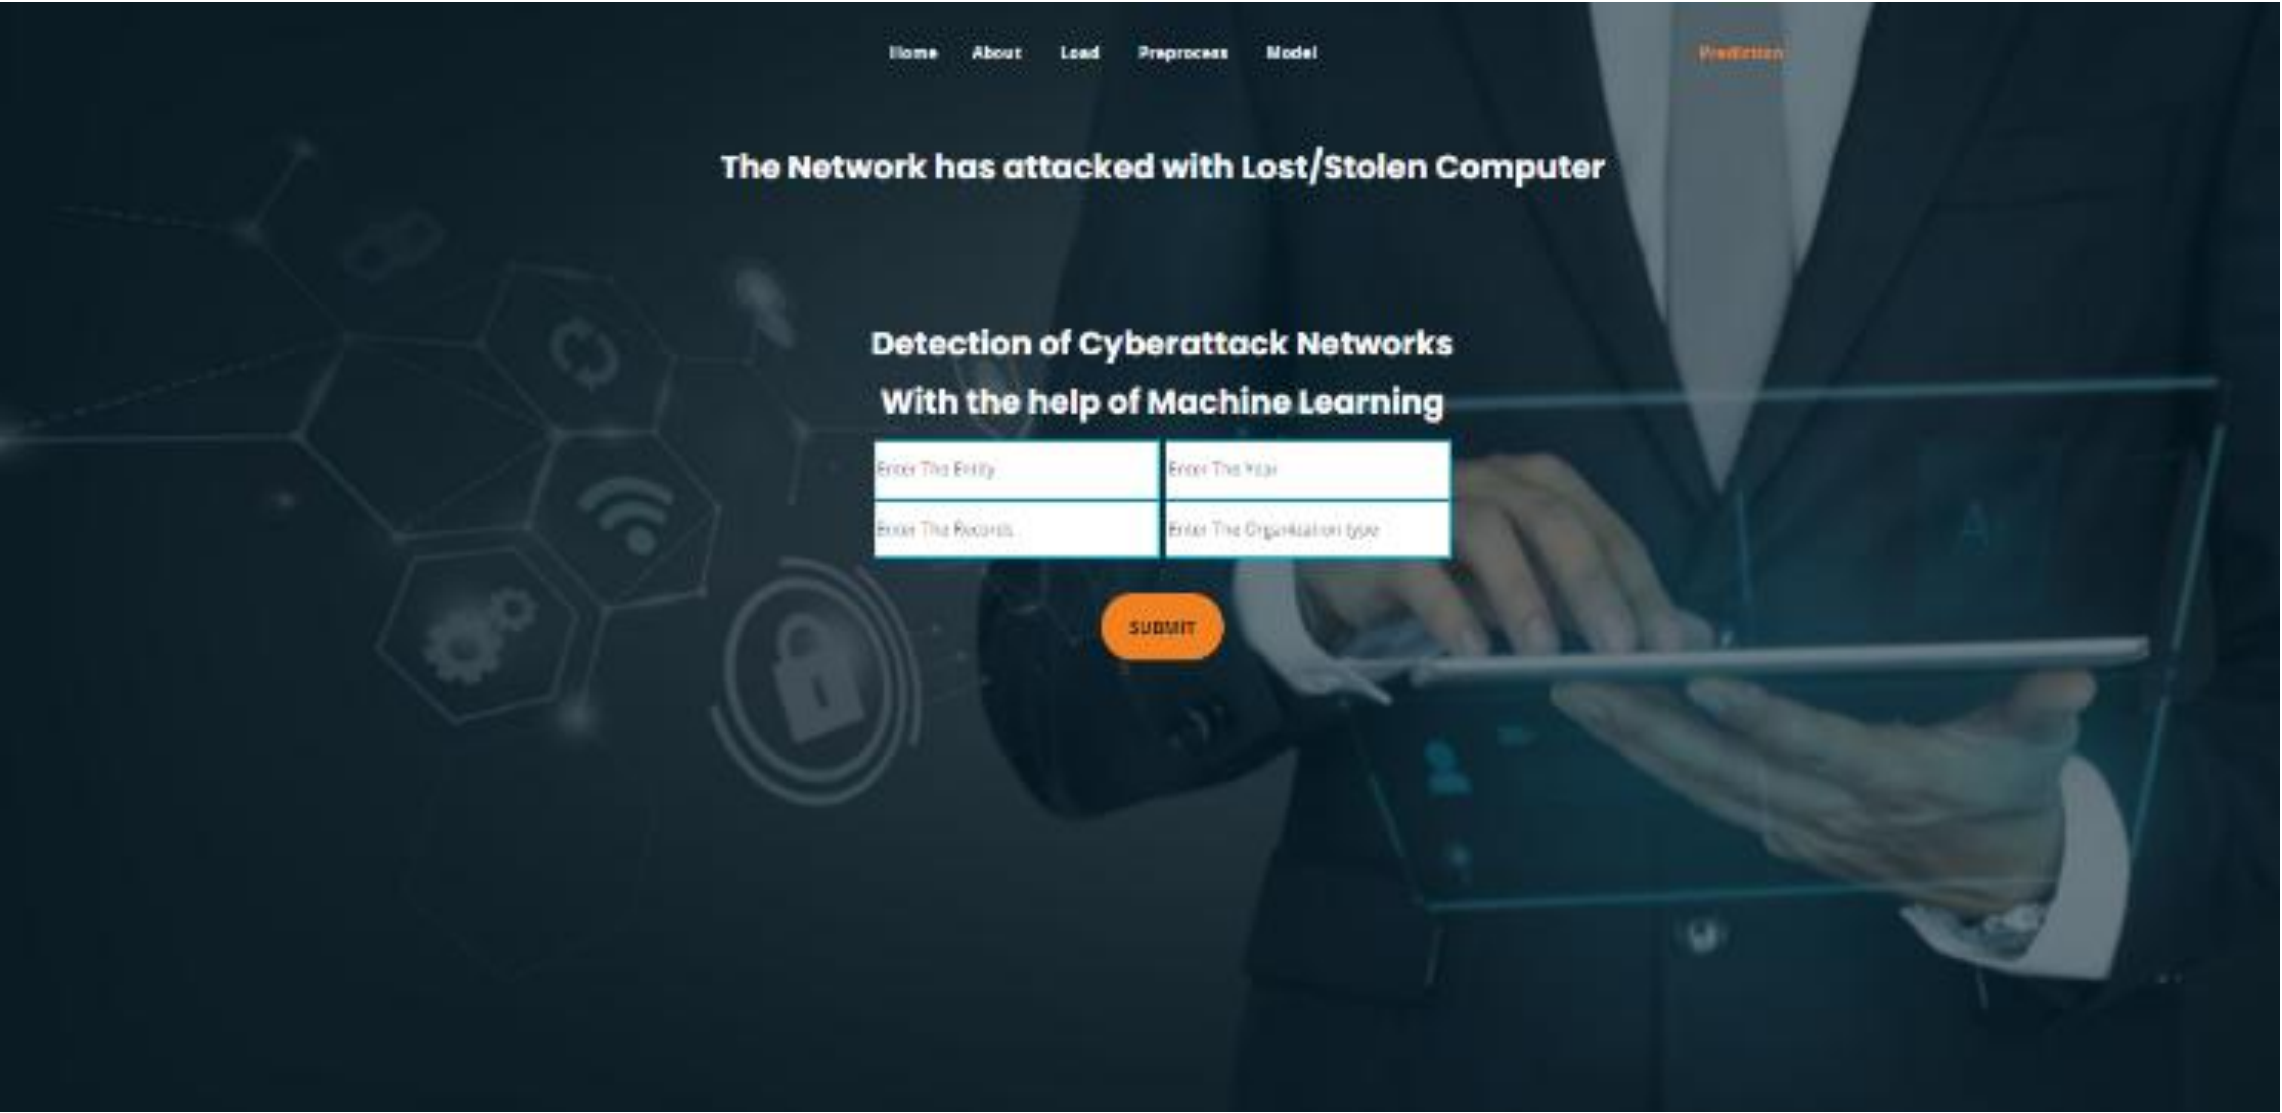 Home About Load Preprocess Model Prediction
The Network has attacked with Lost/Stolen Computer
Detection of Cyberattack Networks
With the help of Machine Learning
Enter The Entity Enter The Year
Enter The Records Enter The Organization type
SUBMIT
A